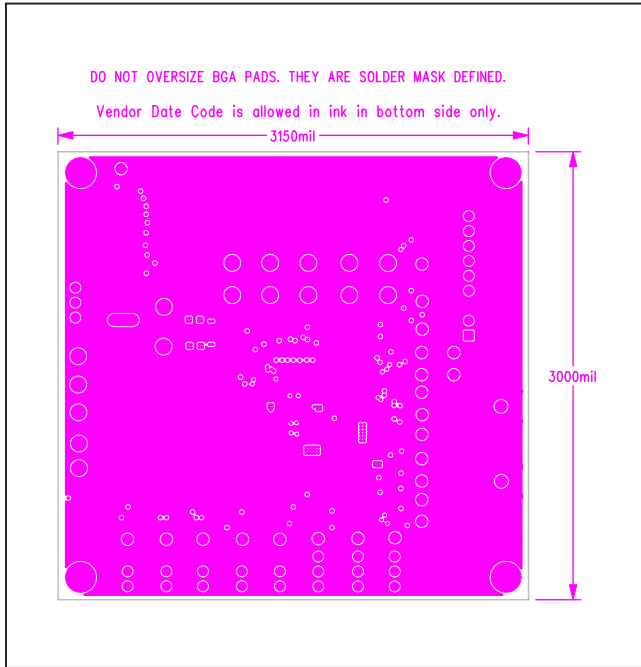 DO NOT OVERSIZE BGA PADS. THEY ARE SOLDER MASK DEFINED.
Vendor Date Code is allowed in ink in bottom side only.
3150mil
3000mil